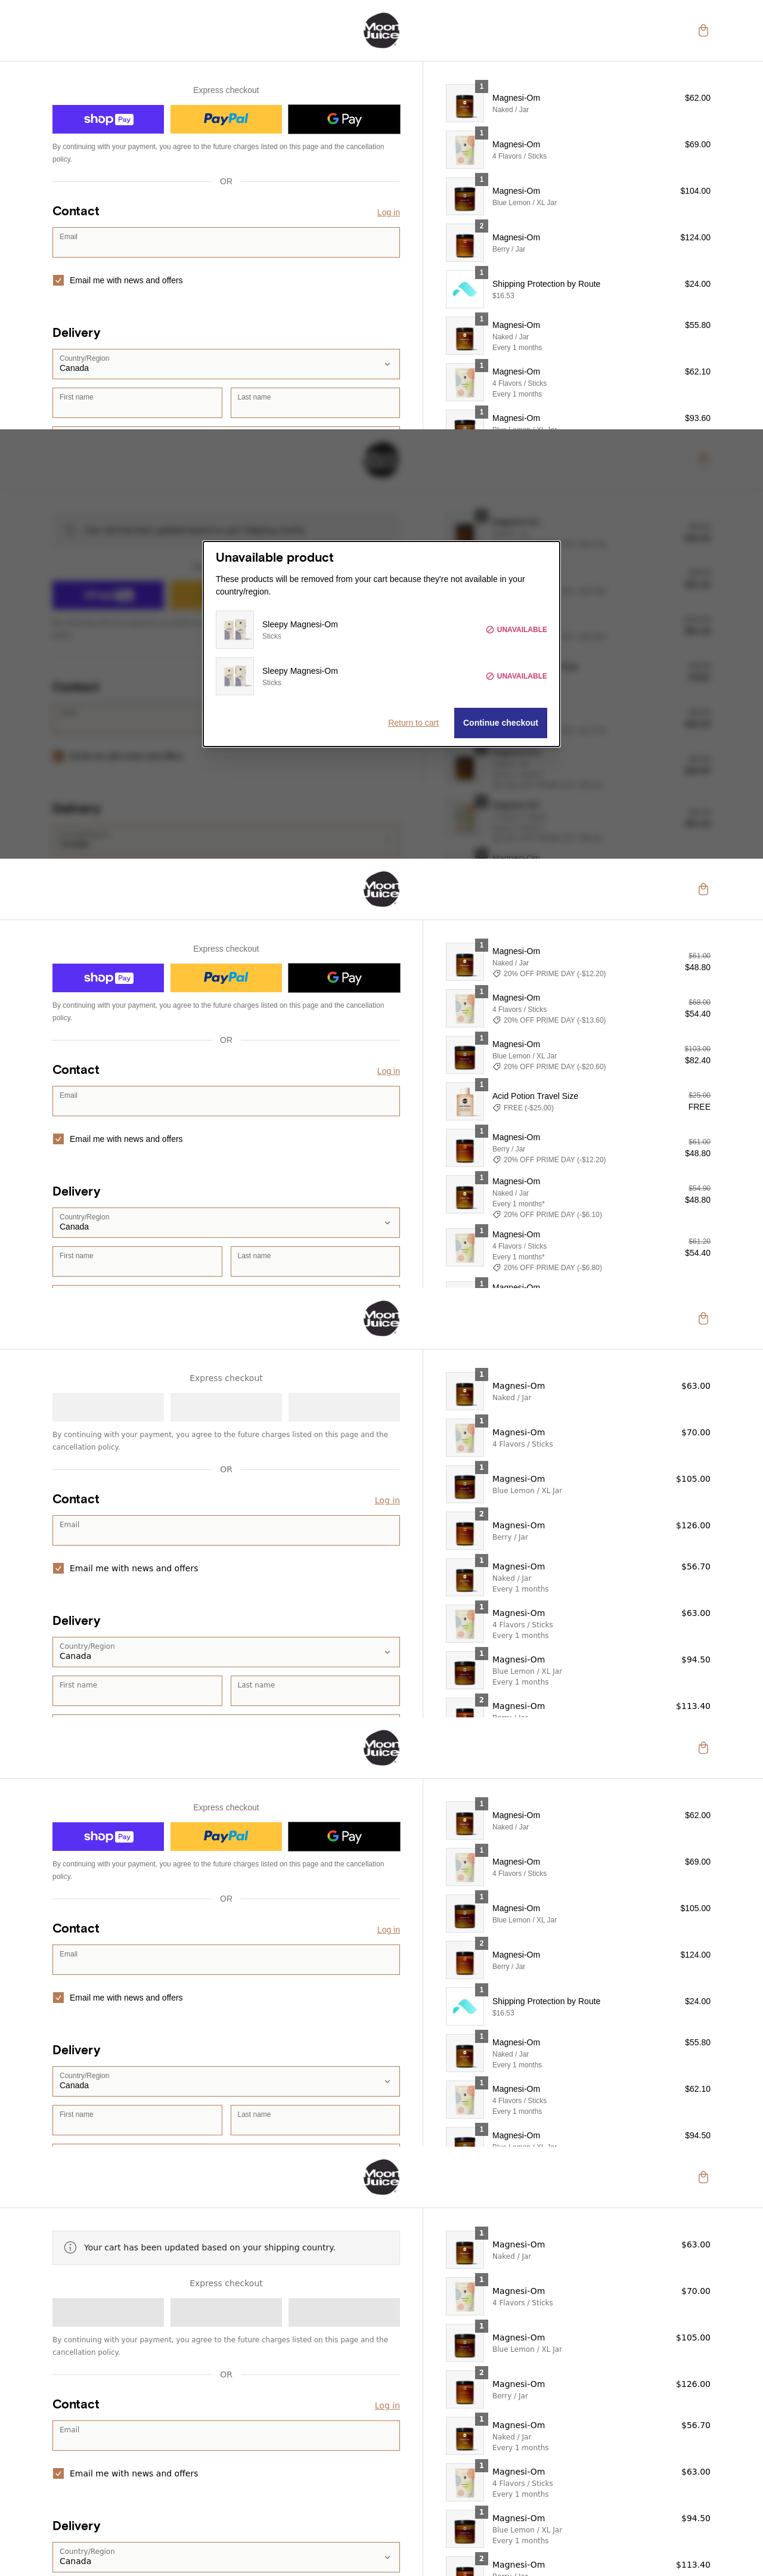 Moon
Juice
Express checkout
shop Pay
PayPal
G Pay
By continuing with your payment, you agree to the future charges listed on this page and the cancellation
policy.
OR
Contact
Log in
Email
Email me with news and offers
Delivery
Country/Region
Canada
First name
Last name
1
Magnesi-Om
Naked / Jar
$62.00
1
Magnesi-Om
4 Flavors / Sticks
$69.00
1
Magnesi-Om
Blue Lemon / XL Jar
$104.00
2
Magnesi-Om
Berry / Jar
$124.00
1
Shipping Protection by Route
$16.53
$24.00
1
Magnesi-Om
Naked / Jar
Every 1 months
$55.80
1
Magnesi-Om
4 Flavors / Sticks
Every 1 months
$62.10
1
Magnesi-Om
Blue Lemon / XL Jar
$93.60
Unavailable product
These products will be removed from your cart because they're not available in your
country/region.
Sleepy Magnesi-Om
Sticks
UNAVAILABLE
Sleepy Magnesi-Om
Sticks
UNAVAILABLE
Return to cart
Continue checkout
Moon
Juice
Express checkout
shop Pay
PayPal
G Pay
By continuing with your payment, you agree to the future charges listed on this page and the cancellation
policy.
OR
Contact
Log in
Email
Email me with news and offers
Delivery
Country/Region
Canada
First name
Last name
1
Magnesi-Om
Naked / Jar
20% OFF PRIME DAY (-$12.20)
$61.00
$48.80
1
Magnesi-Om
4 Flavors / Sticks
20% OFF PRIME DAY (-$13.60)
$68.00
$54.40
1
Magnesi-Om
Blue Lemon / XL Jar
20% OFF PRIME DAY (-$20.60)
$103.00
$82.40
1
Acid Potion Travel Size
FREE (-$25.00)
$25.00
FREE
1
Magnesi-Om
Berry / Jar
20% OFF PRIME DAY (-$12.20)
$61.00
$48.80
1
Magnesi-Om
Naked / Jar
Every 1 months*
20% OFF PRIME DAY (-$6.10)
$54.90
$48.80
1
Magnesi-Om
4 Flavors / Sticks
Every 1 months*
20% OFF PRIME DAY (-$6.80)
$61.20
$54.40
1
Magnesi-Om
Moon
Juice
Express checkout
By continuing with your payment, you agree to the future charges listed on this page and the
cancellation policy.
OR
Contact
Log in
Email
Email me with news and offers
Delivery
Country/Region
Canada
First name
Last name
1
Magnesi-Om
Naked / Jar
$63.00
1
Magnesi-Om
4 Flavors / Sticks
$70.00
1
Magnesi-Om
Blue Lemon / XL Jar
$105.00
2
Magnesi-Om
Berry / Jar
$126.00
1
Magnesi-Om
Naked / Jar
Every 1 months
$56.70
1
Magnesi-Om
4 Flavors / Sticks
Every 1 months
$63.00
1
Magnesi-Om
Blue Lemon / XL Jar
Every 1 months
$94.50
2
Magnesi-Om
Berry / Jar
$113.40
Moon
Juice
Express checkout
shop Pay
PayPal
G Pay
By continuing with your payment, you agree to the future charges listed on this page and the cancellation
policy.
OR
Contact
Log in
Email
Email me with news and offers
Delivery
Country/Region
Canada
First name
Last name
1
Magnesi-Om
Naked / Jar
$62.00
1
Magnesi-Om
4 Flavors / Sticks
$69.00
1
Magnesi-Om
Blue Lemon / XL Jar
$105.00
2
Magnesi-Om
Berry / Jar
$124.00
1
Shipping Protection by Route
$16.53
$24.00
1
Magnesi-Om
Naked / Jar
Every 1 months
$55.80
1
Magnesi-Om
4 Flavors / Sticks
Every 1 months
$62.10
1
Magnesi-Om
Blue Lemon / XL Jar
$94.50
Moon
Juice
Your cart has been updated based on your shipping country.
Express checkout
By continuing with your payment, you agree to the future charges listed on this page and the
cancellation policy.
OR
Contact
Log in
Email
Email me with news and offers
Delivery
Country/Region
Canada
1
Magnesi-Om
Naked / Jar
$63.00
1
Magnesi-Om
4 Flavors / Sticks
$70.00
1
Magnesi-Om
Blue Lemon / XL Jar
$105.00
2
Magnesi-Om
Berry / Jar
$126.00
1
Magnesi-Om
Naked / Jar
Every 1 months
$56.70
1
Magnesi-Om
4 Flavors / Sticks
Every 1 months
$63.00
1
Magnesi-Om
Blue Lemon / XL Jar
Every 1 months
$94.50
2
Magnesi-Om
Berry / Jar
$113.40